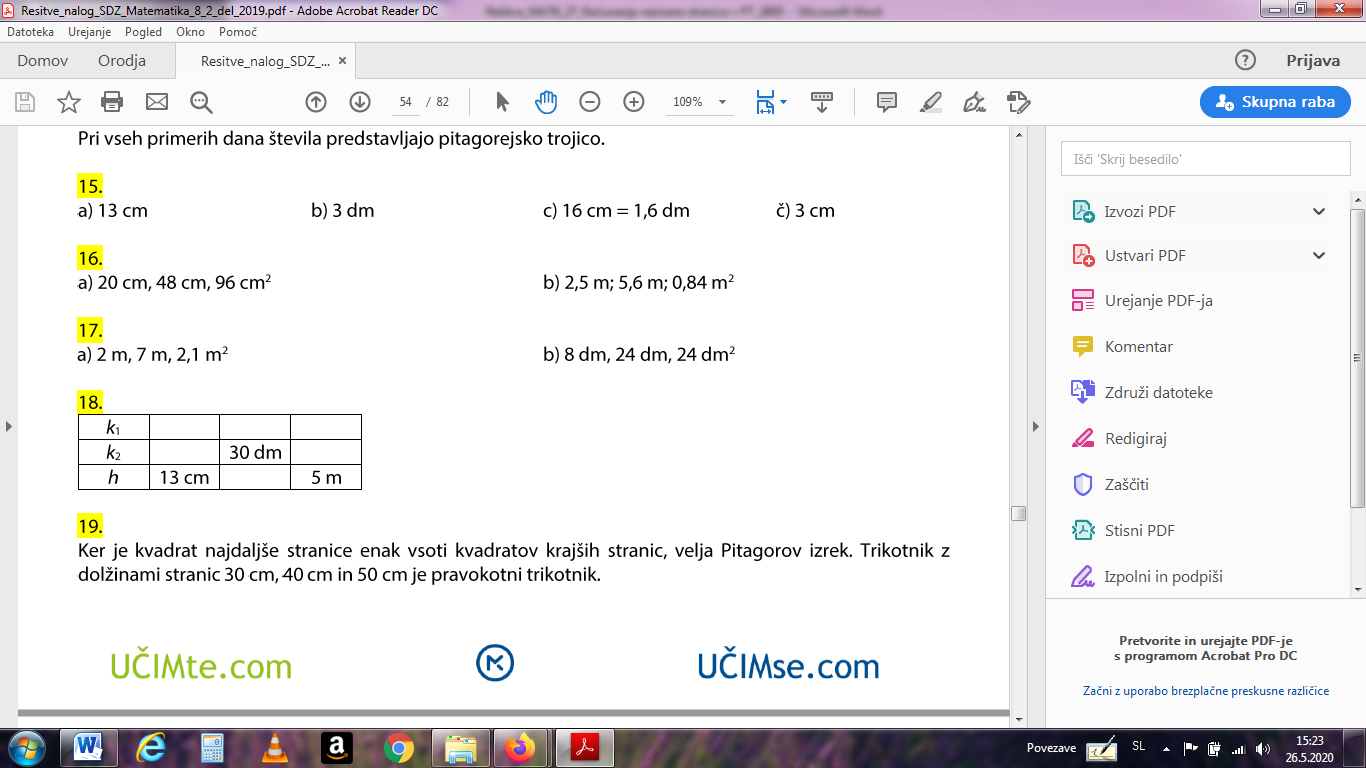 Resitve_nalog_SDZ_Matematika_8_2_del_2019.pdf - Adobe Acrobat Reader DC
Datoteka Urejanje Pogled Okno Pomoč
Domov Orodja Resitve_nalog_SDZ_... × Prijava
54 / 82 109% Skupna raba
Pri vseh primerih dana števila predstavljajo pitagorejsko trojico.
15.
a) 13 cm b) 3 dm c) 16 cm = 1,6 dm č) 3 cm
16.
a) 20 cm, 48 cm, 96 cm² b) 2,5 m; 5,6 m; 0,84 m²
17.
a) 2 m, 7 m, 2,1 m² b) 8 dm, 24 dm, 24 dm²
18.
k₁
k₂ 30 dm
h 13 cm 5 m
19.
Ker je kvadrat najdaljše stranice enak vsoti kvadratov krajših stranic, velja Pitagorov izrek. Trikotnik z
dolžinami stranic 30 cm, 40 cm in 50 cm je pravokotni trikotnik.
UČIMte.com UČIMse.com
Išči 'Skrij besedilo'
Izvozi PDF
Ustvari PDF
Urejanje PDF-ja
Komentar
Združi datoteke
Redigiraj
Zaščiti
Stisni PDF
Izpolni in podpiši
Pretvorite in urejajte PDF-je
s programom Acrobat Pro DC
Začni z uporabo brezplačne preskusne različice
Povezave SL 15:23
26.5.2020